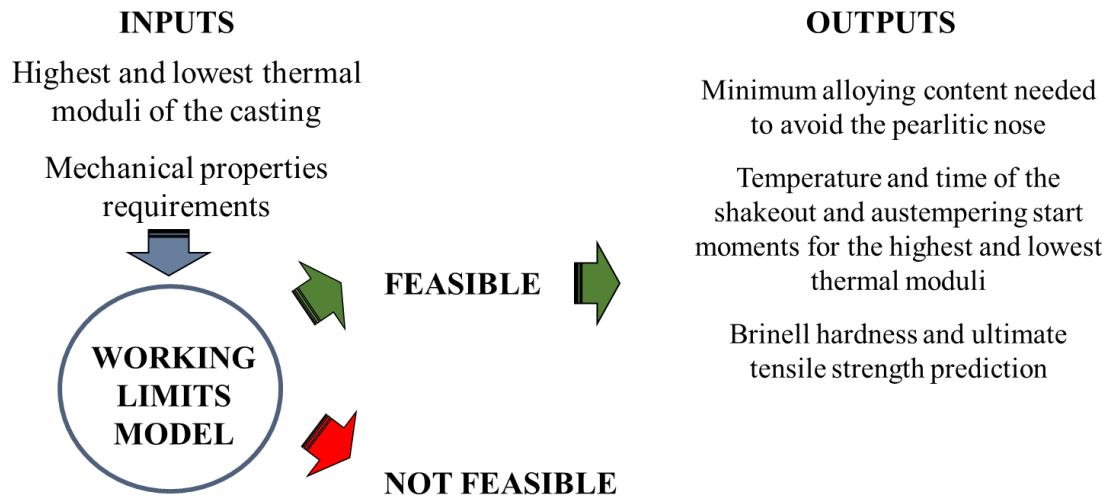 INPUTS
Highest and lowest thermal
moduli of the casting
Mechanical properties
requirements
WORKING
LIMITS
MODEL
FEASIBLE
NOT FEASIBLE
OUTPUTS
Minimum alloying content needed
to avoid the pearlitic nose
Temperature and time of the
shakeout and austempering start
moments for the highest and lowest
thermal moduli
Brinell hardness and ultimate
tensile strength prediction